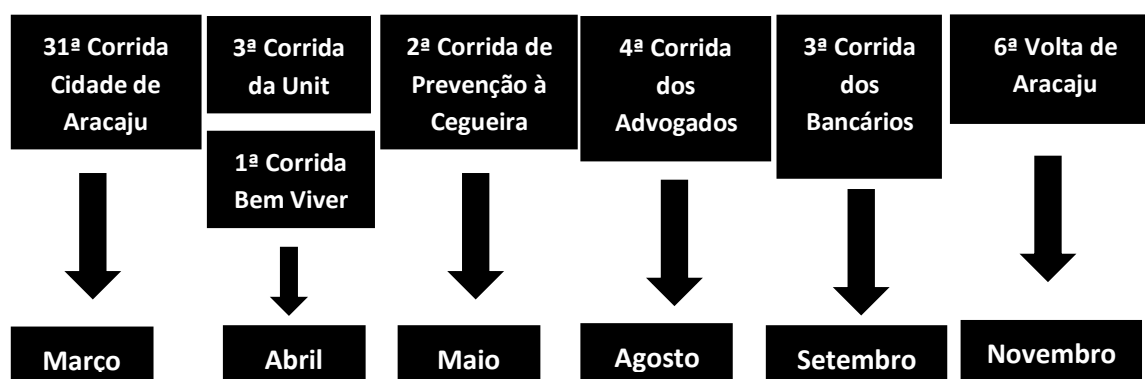 31ª Corrida
Cidade de
Aracaju
3ª Corrida
da Unit
1ª Corrida
Bem Viver
2ª Corrida de
Prevenção à
Cegueira
4ª Corrida
dos
Advogados
3ª Corrida
dos
Bancários
6ª Volta de
Aracaju
Março
Abril
Maio
Agosto
Setembro
Novembro